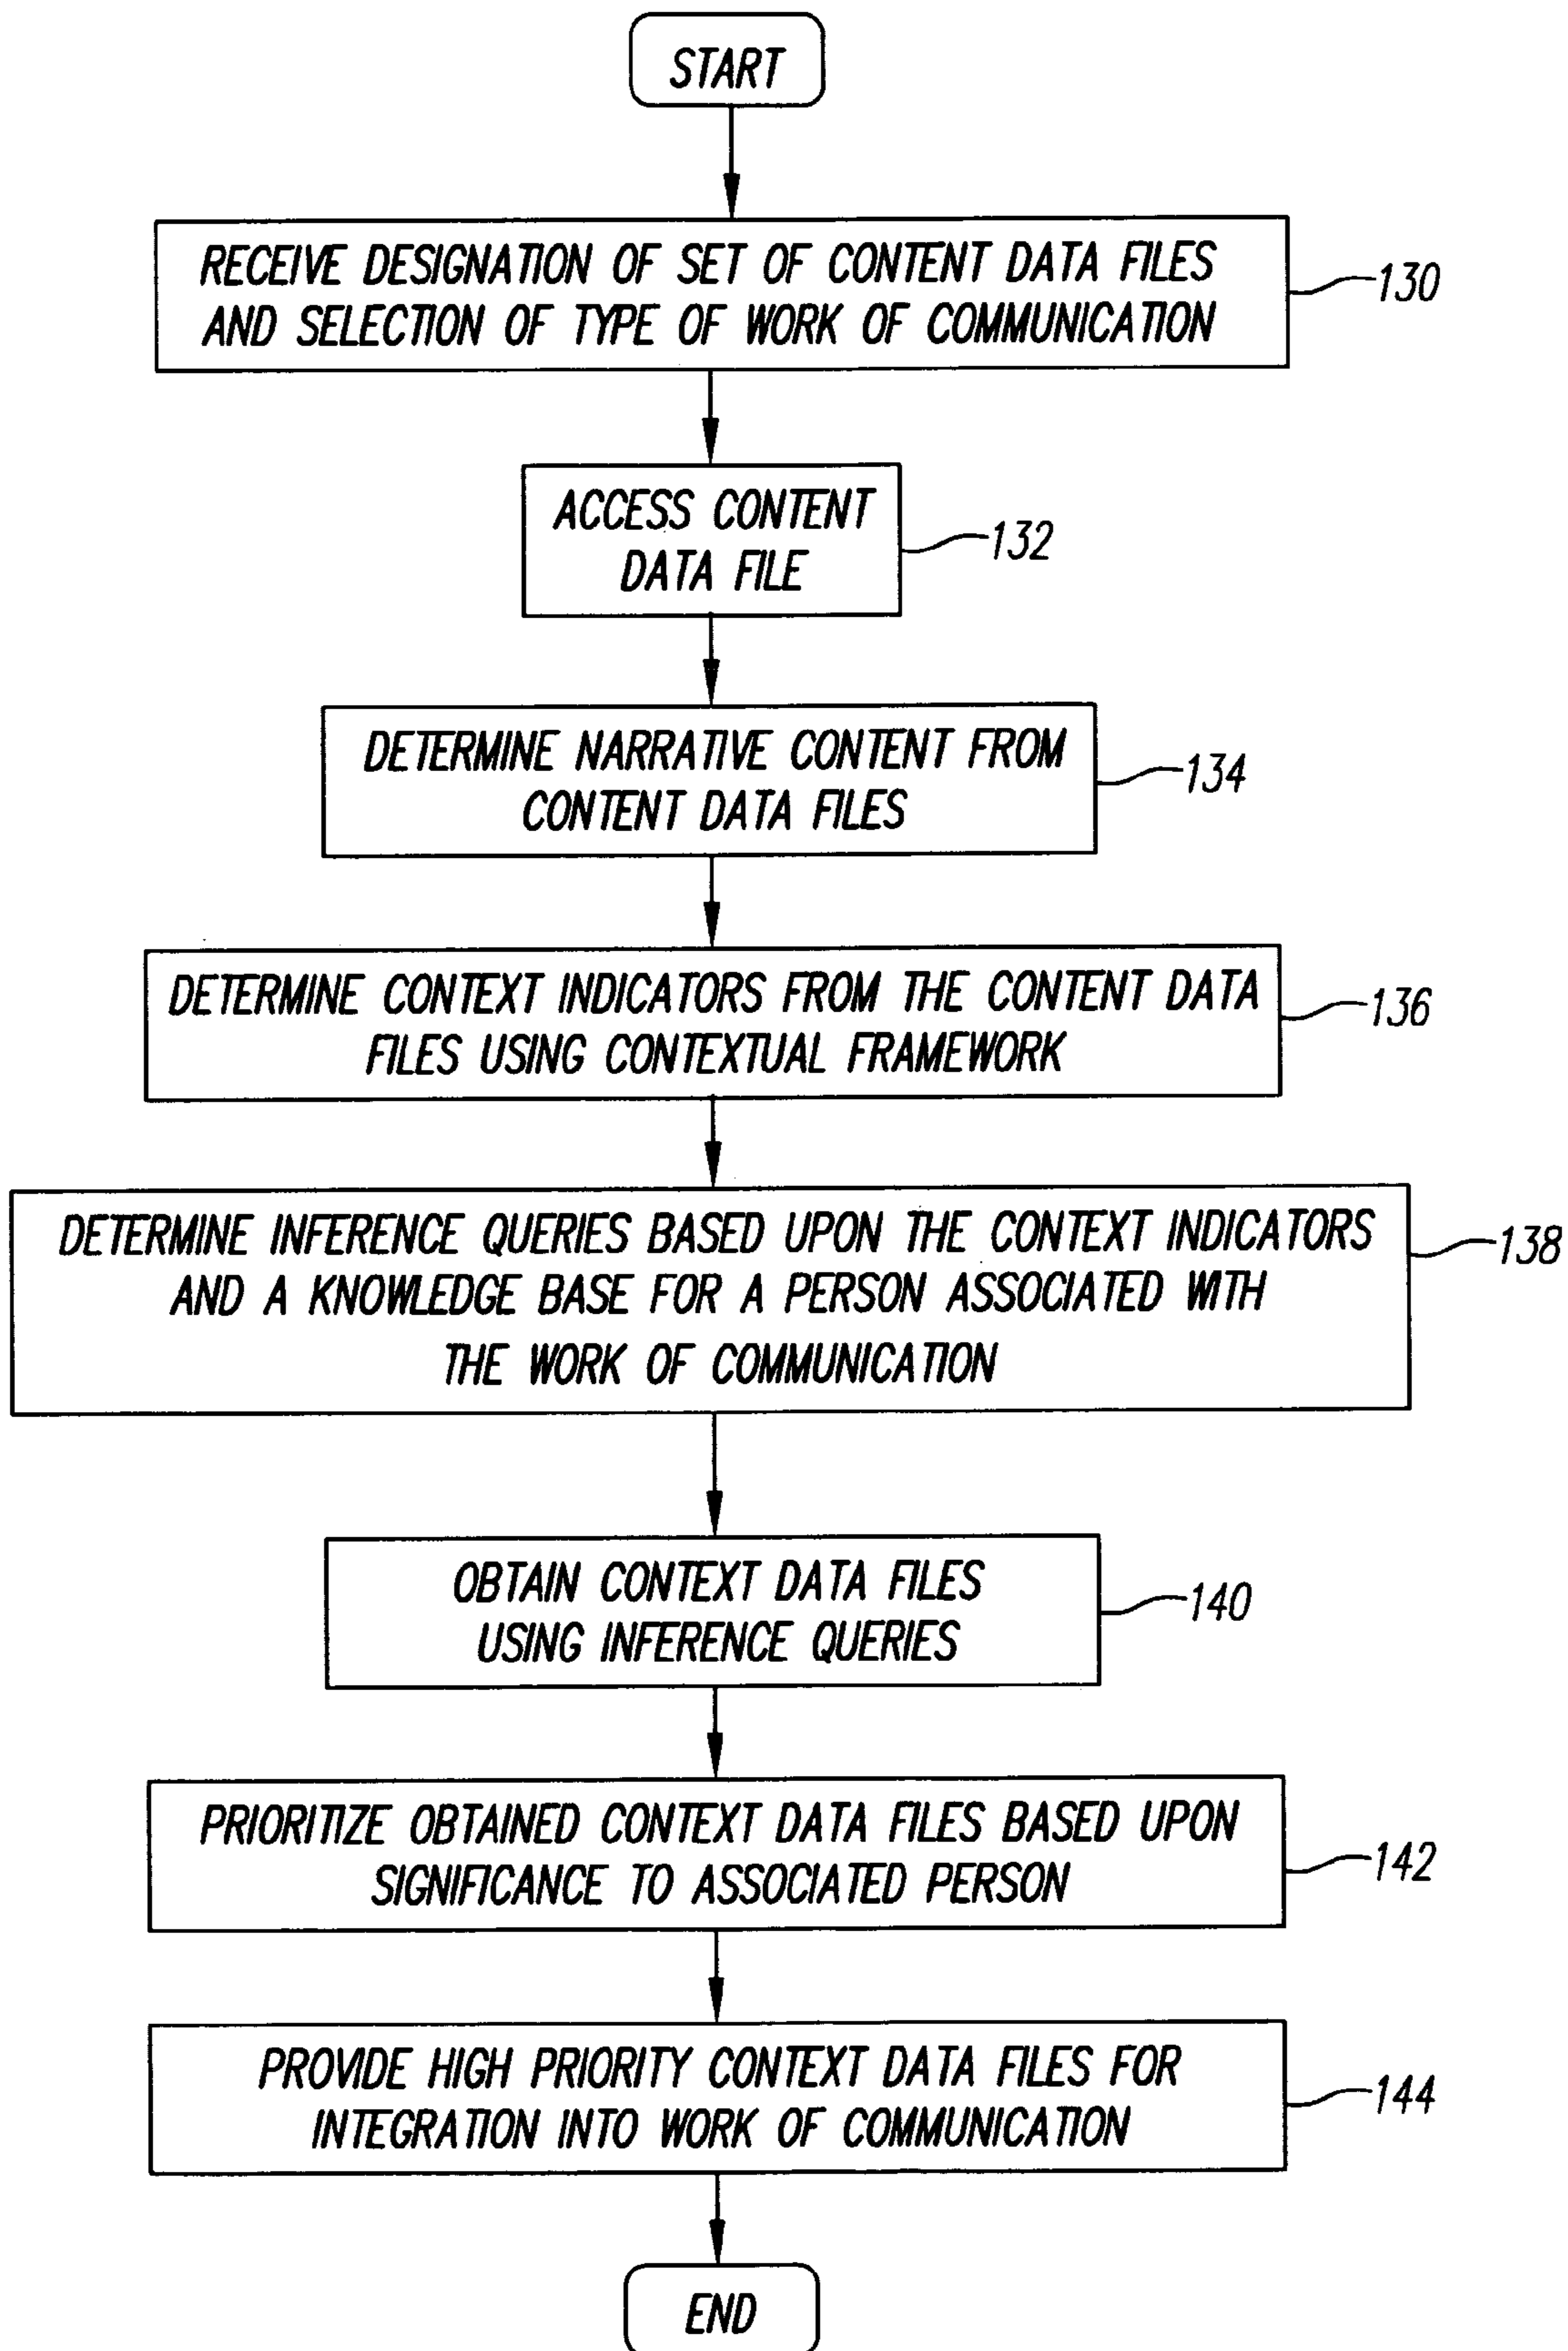 START
RECEIVE DESIGNATION OF SET OF CONTENT DATA FILES
AND SELECTION OF TYPE OF WORK OF COMMUNICATION
130
ACCESS CONTENT
DATA FILE
132
DETERMINE NARRATIVE CONTENT FROM
CONTENT DATA FILES
134
DETERMINE CONTEXT INDICATORS FROM THE CONTENT DATA
FILES USING CONTEXTUAL FRAMEWORK
136
DETERMINE INFERENCE QUERIES BASED UPON THE CONTEXT INDICATORS
AND A KNOWLEDGE BASE FOR A PERSON ASSOCIATED WITH
THE WORK OF COMMUNICATION
138
OBTAIN CONTEXT DATA FILES
USING INFERENCE QUERIES
140
PRIORITIZE OBTAINED CONTEXT DATA FILES BASED UPON
SIGNIFICANCE TO ASSOCIATED PERSON
142
PROVIDE HIGH PRIORITY CONTEXT DATA FILES FOR
INTEGRATION INTO WORK OF COMMUNICATION
144
END